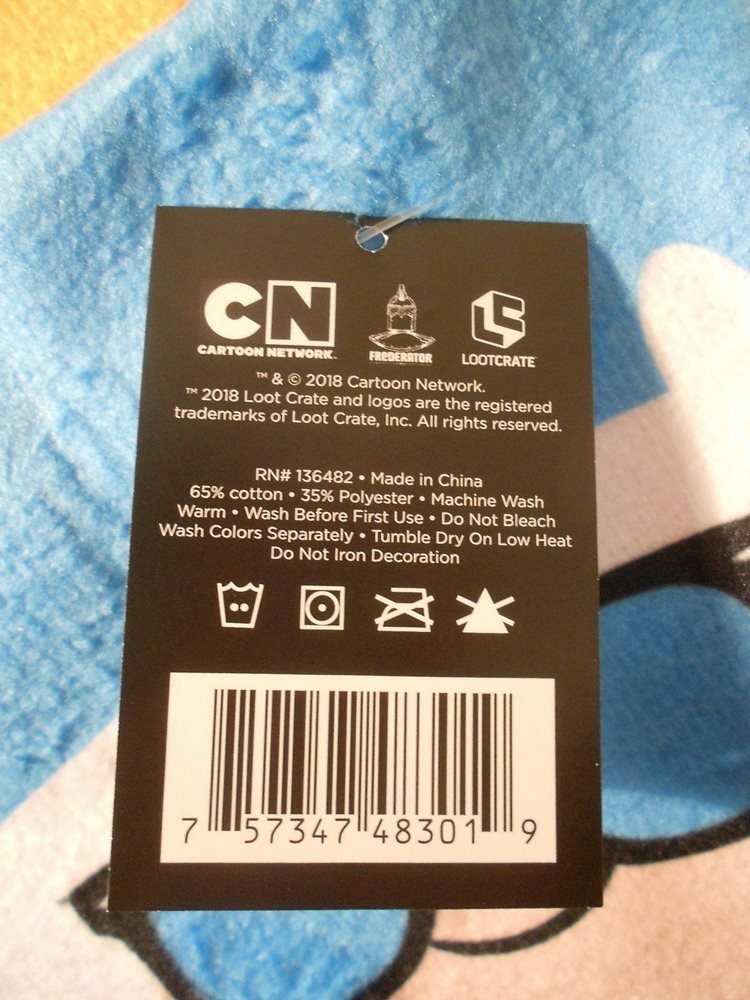 CN
CARTOON NETWORK™
FREDERATOR
LOOTCRATE™
™ & © 2018 Cartoon Network.
™ 2018 Loot Crate and logos are the registered
trademarks of Loot Crate, Inc. All rights reserved.
RN# 136482 • Made in China
65% cotton • 35% Polyester • Machine Wash
Warm • Wash Before First Use • Do Not Bleach
Wash Colors Separately • Tumble Dry On Low Heat
Do Not Iron Decoration
7 57347 48301 9